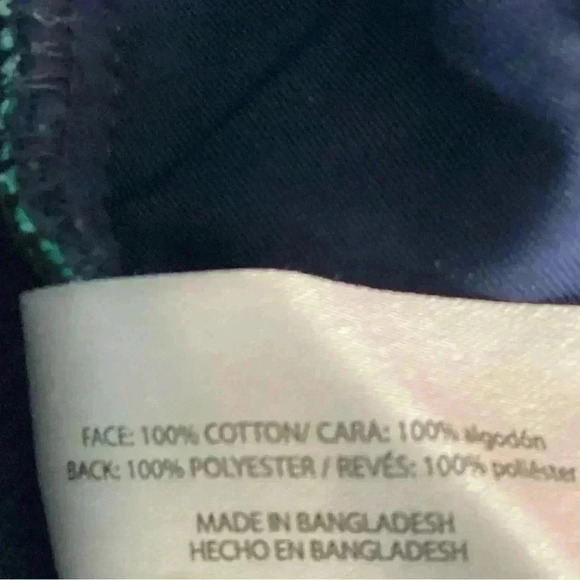 FACE: 100% COTTON/ CARA: 100% algodón
BACK: 100% POLYESTER / REVÉS: 100% poliéster
MADE IN BANGLADESH
HECHO EN BANGLADESH